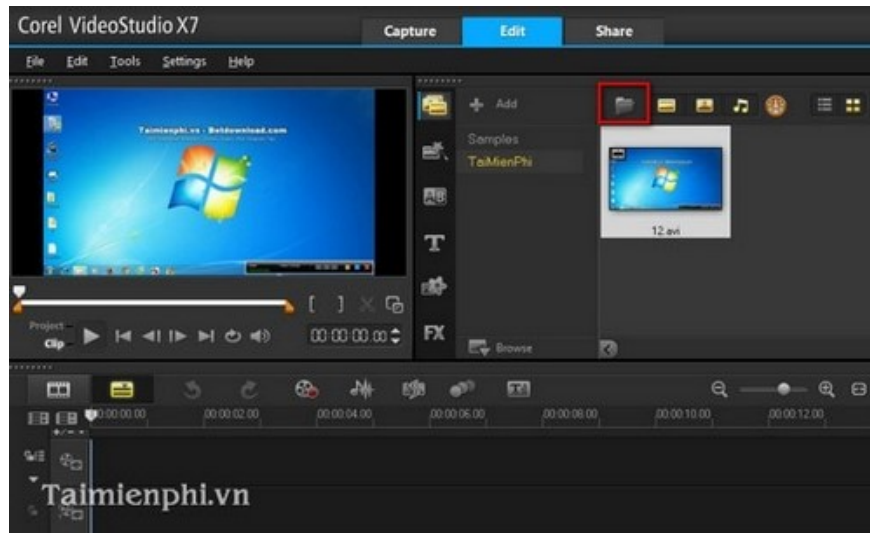 Corel VideoStudio X7
Capture
Edit
Share
File Edit Tools Settings Help
Taimienphi.vn - Betdownload.com
Add
Samples
TaiMienPhi
12.avi
T
Project
Clip
[ ]
00:00:00.00
FX
Browse
00:00:00.00 00:00:02.00 00:00:04.00 00:00:06.00 00:00:08.00 00:00:10.00 00:00:12.00
Taimienphi.vn